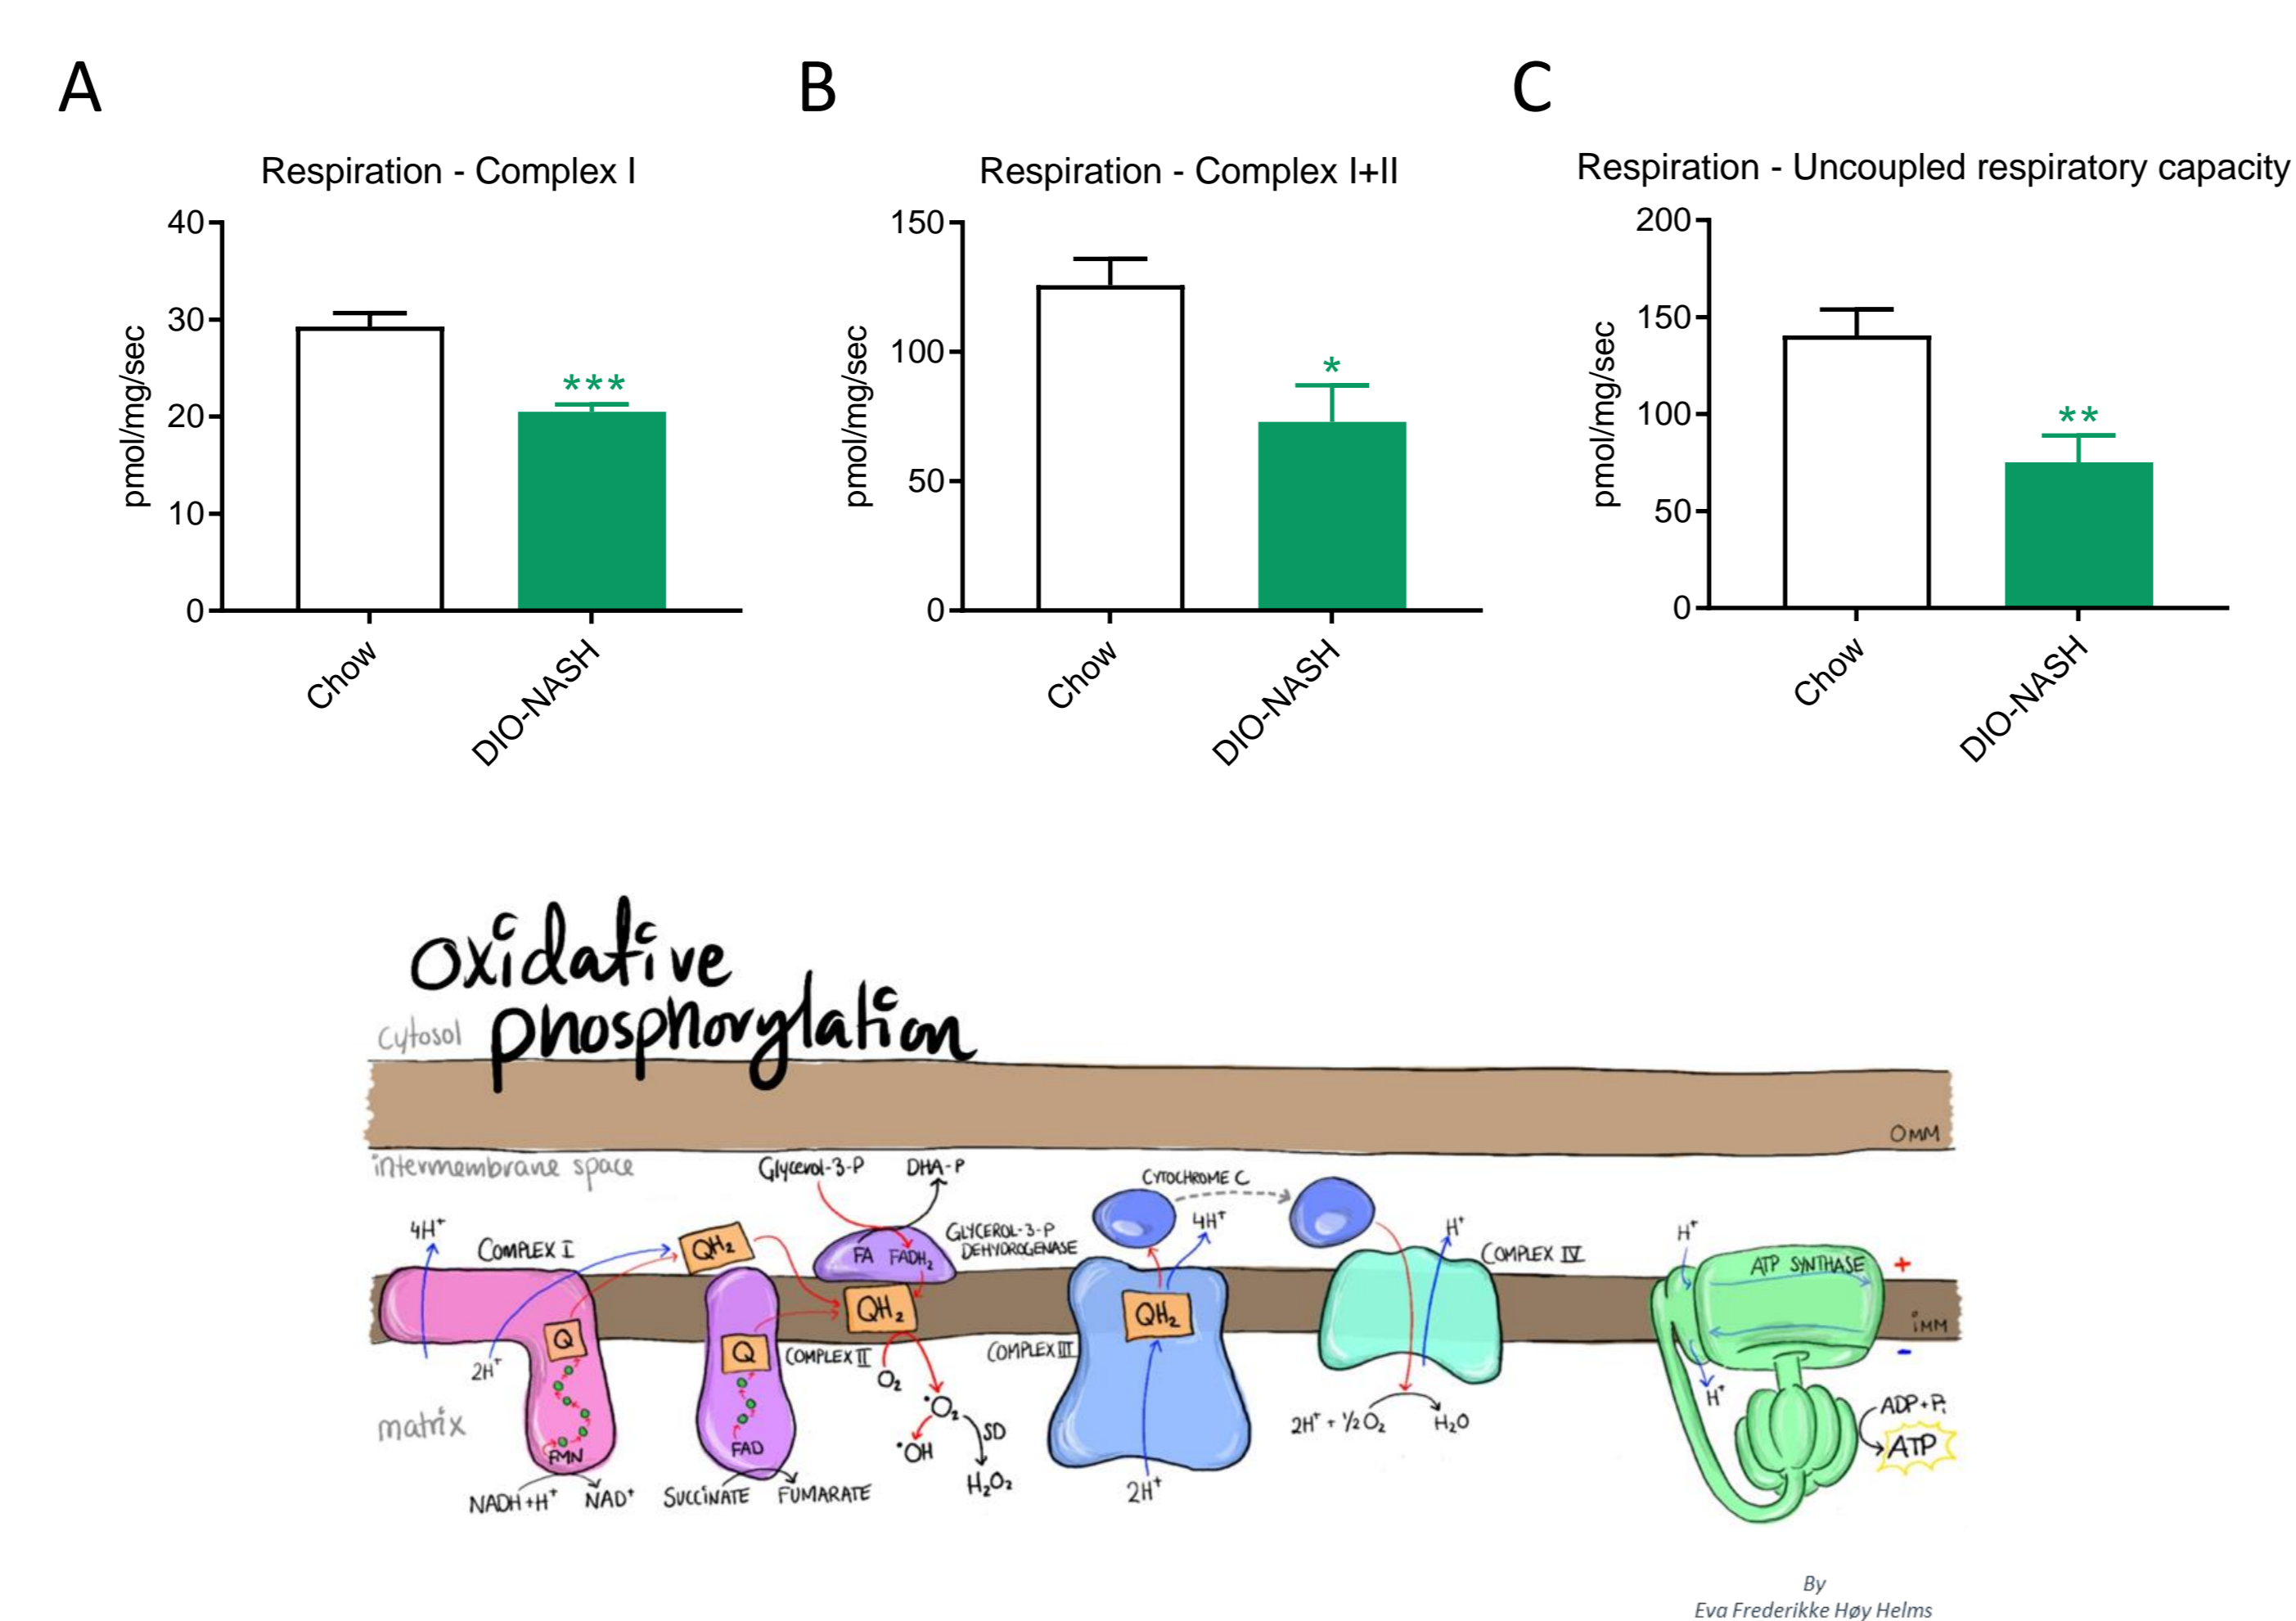 A
B
C
Respiration - Complex I
40
30
20
10
0
pmol/mg/sec
***
Chow
DIO-NASH
Respiration - Complex I+II
150
100
50
0
pmol/mg/sec
*
Chow
DIO-NASH
Respiration - Uncoupled respiratory capacity
200
150
100
50
0
pmol/mg/sec
**
Chow
DIO-NASH
oxidative
phosphorylation
cytosol
OMM
intermembrane space
Glycerol-3-P
DHA-P
CYTOCHROME C
4H⁺
COMPLEX I
QH₂
FA FADH₂
GLYCEROL-3-P
DEHYDROGENASE
4H⁺
H⁺
COMPLEX IV
H⁺
ATP SYNTHASE
+
QH₂
QH₂
iMM
-
Q
2H⁺
Q
COMPLEX II
COMPLEX III
O₂
H⁺
matrix
•O₂
2H⁺ + ½O₂
H₂O
ADP+Pi
ATP
FMN
FAD
•OH
SD
H₂O₂
NADH+H⁺
NAD⁺
SUCCINATE
FUMARATE
2H⁺
By
Eva Frederikke Høy Helms